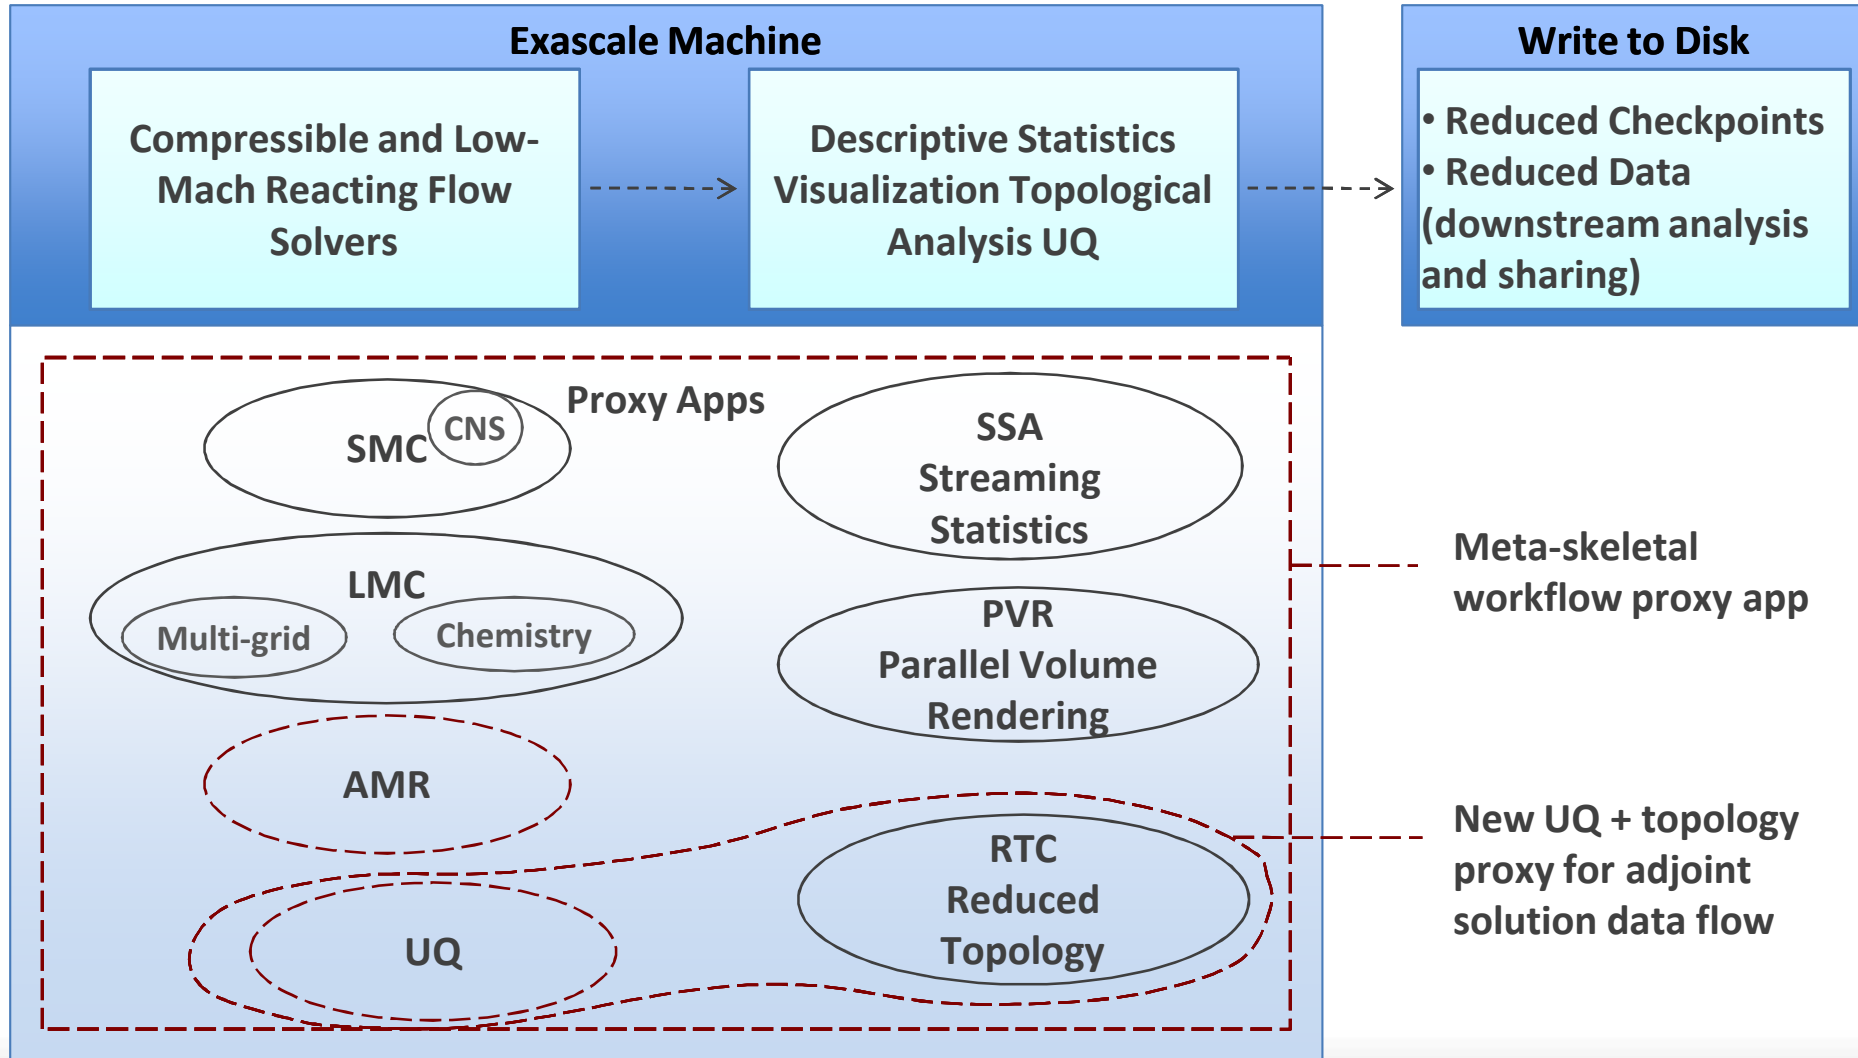 Exascale Machine
Compressible and Low-
Mach Reacting Flow
Solvers
Descriptive Statistics
Visualization Topological
Analysis UQ
Write to Disk
• Reduced Checkpoints
• Reduced Data
(downstream analysis
and sharing)
Proxy Apps
SMC
CNS
LMC
Multi-grid
Chemistry
AMR
UQ
SSA
Streaming
Statistics
PVR
Parallel Volume
Rendering
RTC
Reduced
Topology
Meta-skeletal
workflow proxy app
New UQ + topology
proxy for adjoint
solution data flow